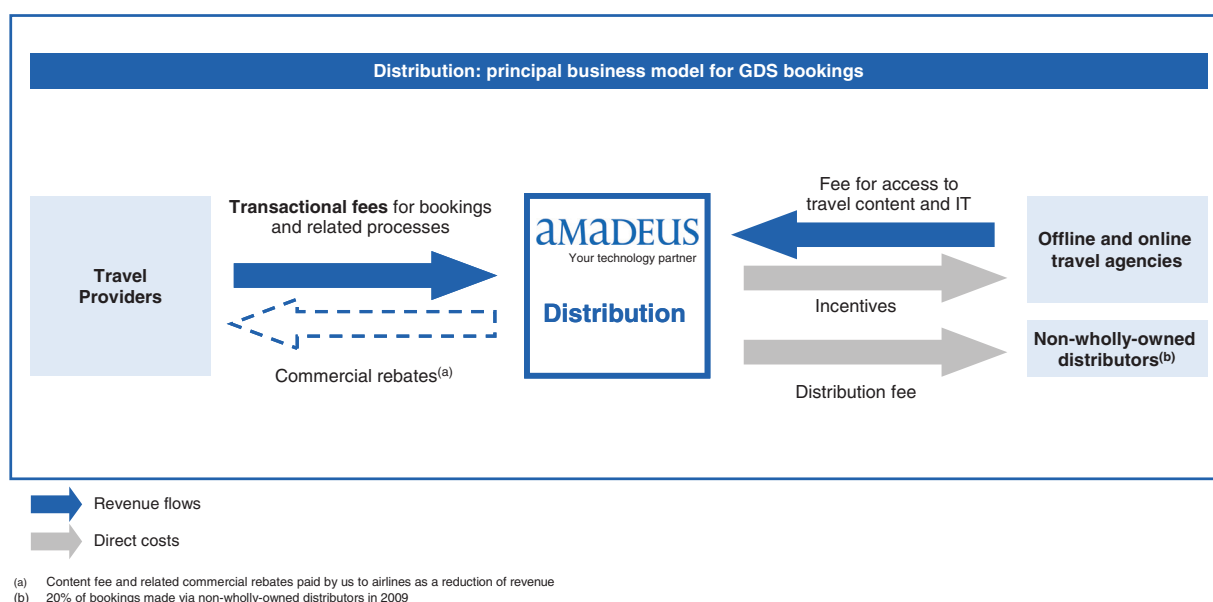 Distribution: principal business model for GDS bookings
Travel
Providers
Transactional fees for bookings
and related processes
Commercial rebates(a)
aMaDEUS
Your technology partner
Distribution
Fee for access to
travel content and IT
Incentives
Distribution fee
Offline and online
travel agencies
Non-wholly-owned
distributors(b)
Revenue flows
Direct costs
(a) Content fee and related commercial rebates paid by us to airlines as a reduction of revenue
(b) 20% of bookings made via non-wholly-owned distributors in 2009